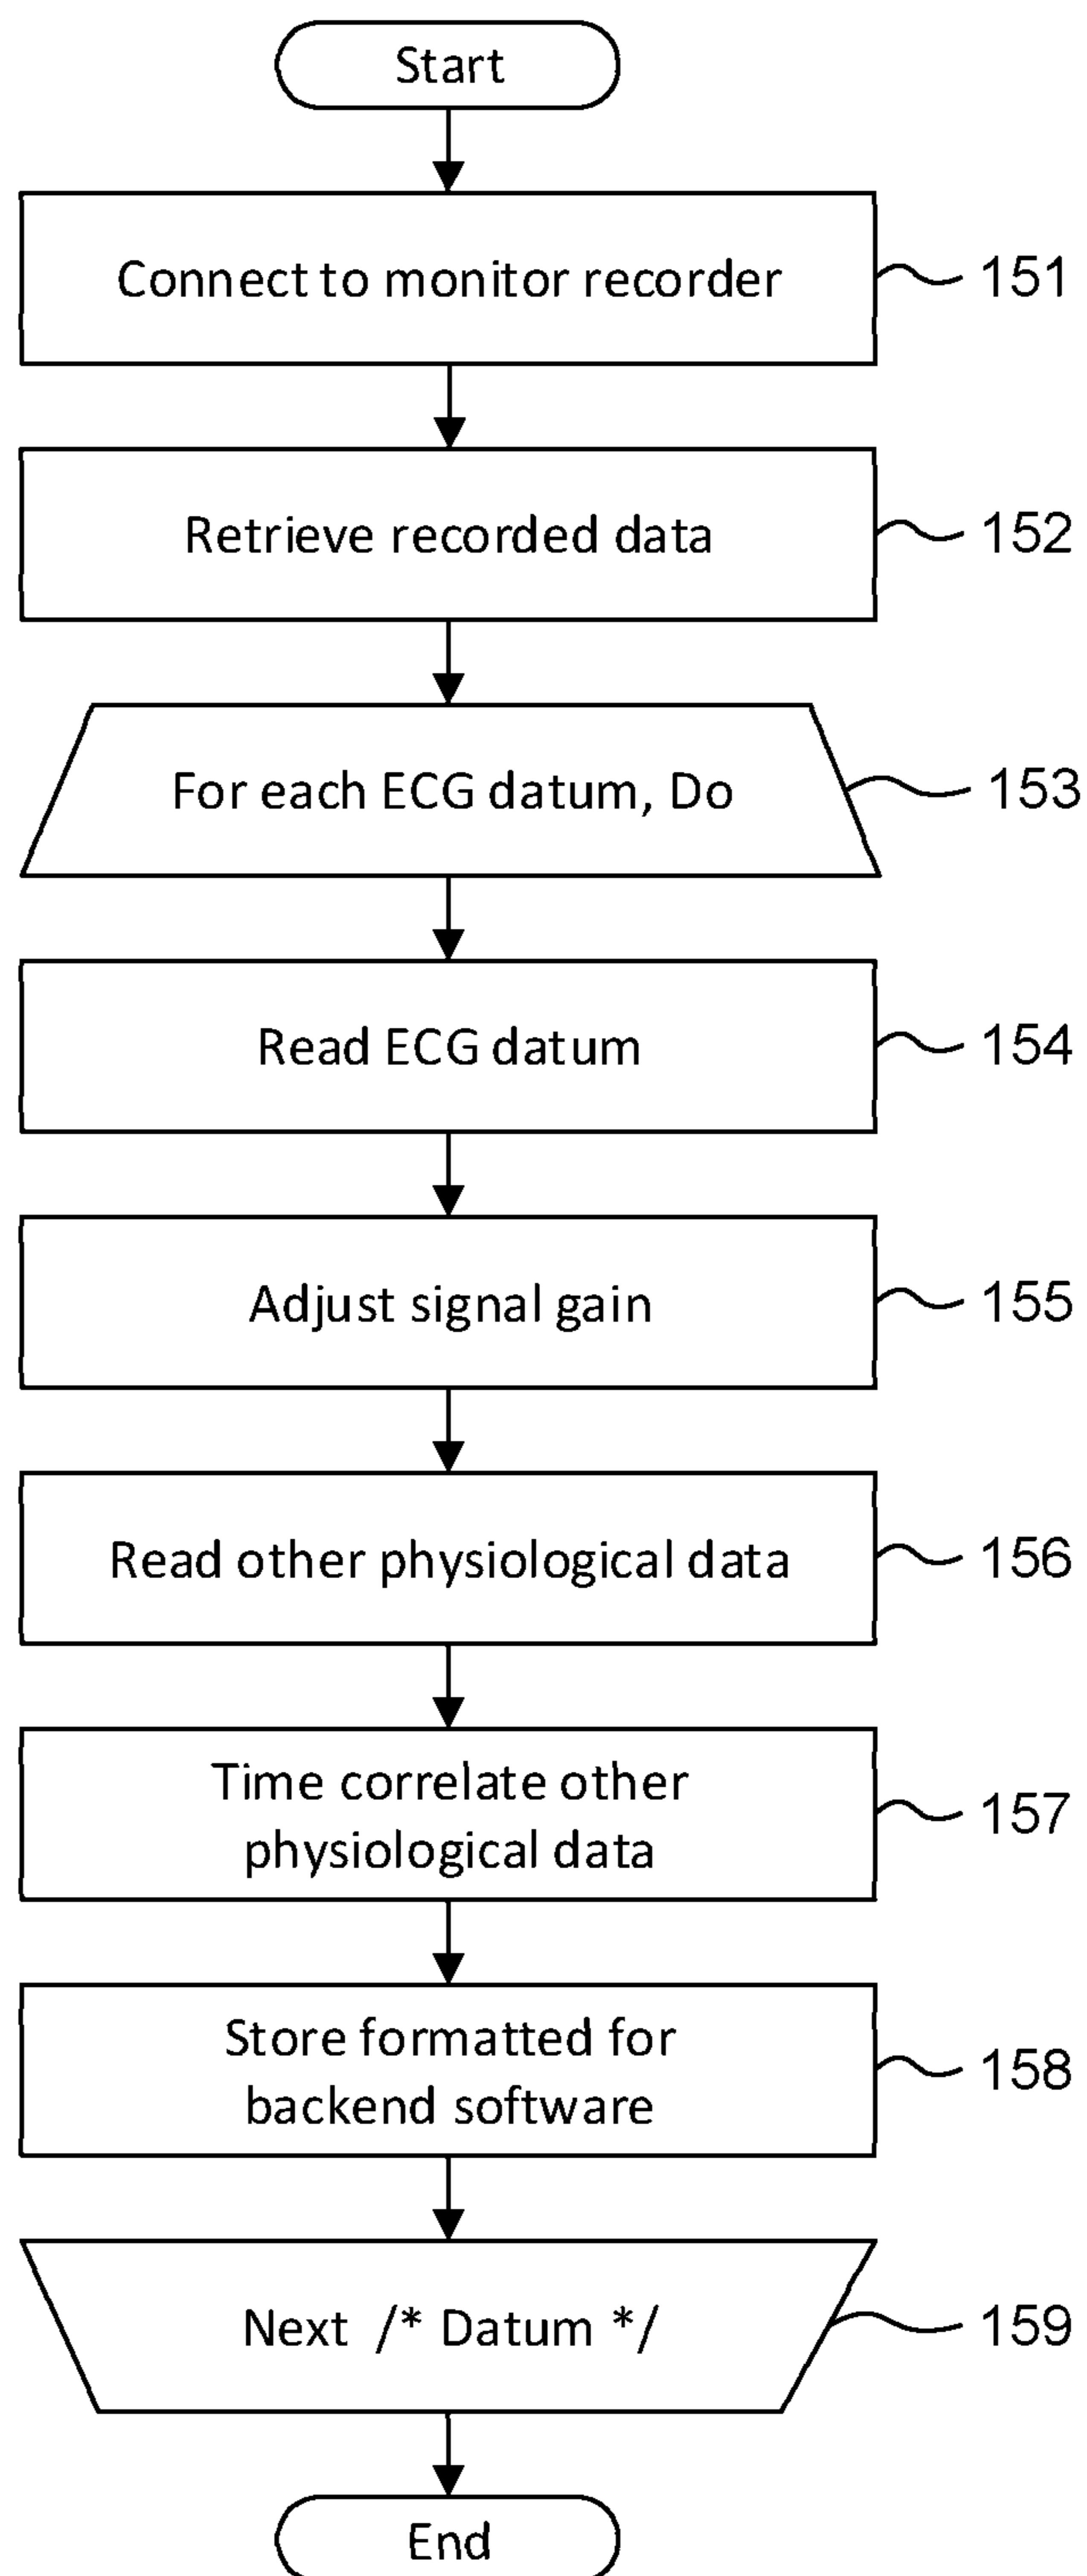 Start
Connect to monitor recorder
151
Retrieve recorded data
152
For each ECG datum, Do
153
Read ECG datum
154
Adjust signal gain
155
Read other physiological data
156
Time correlate other
physiological data
157
Store formatted for
backend software
158
Next /* Datum */
159
End